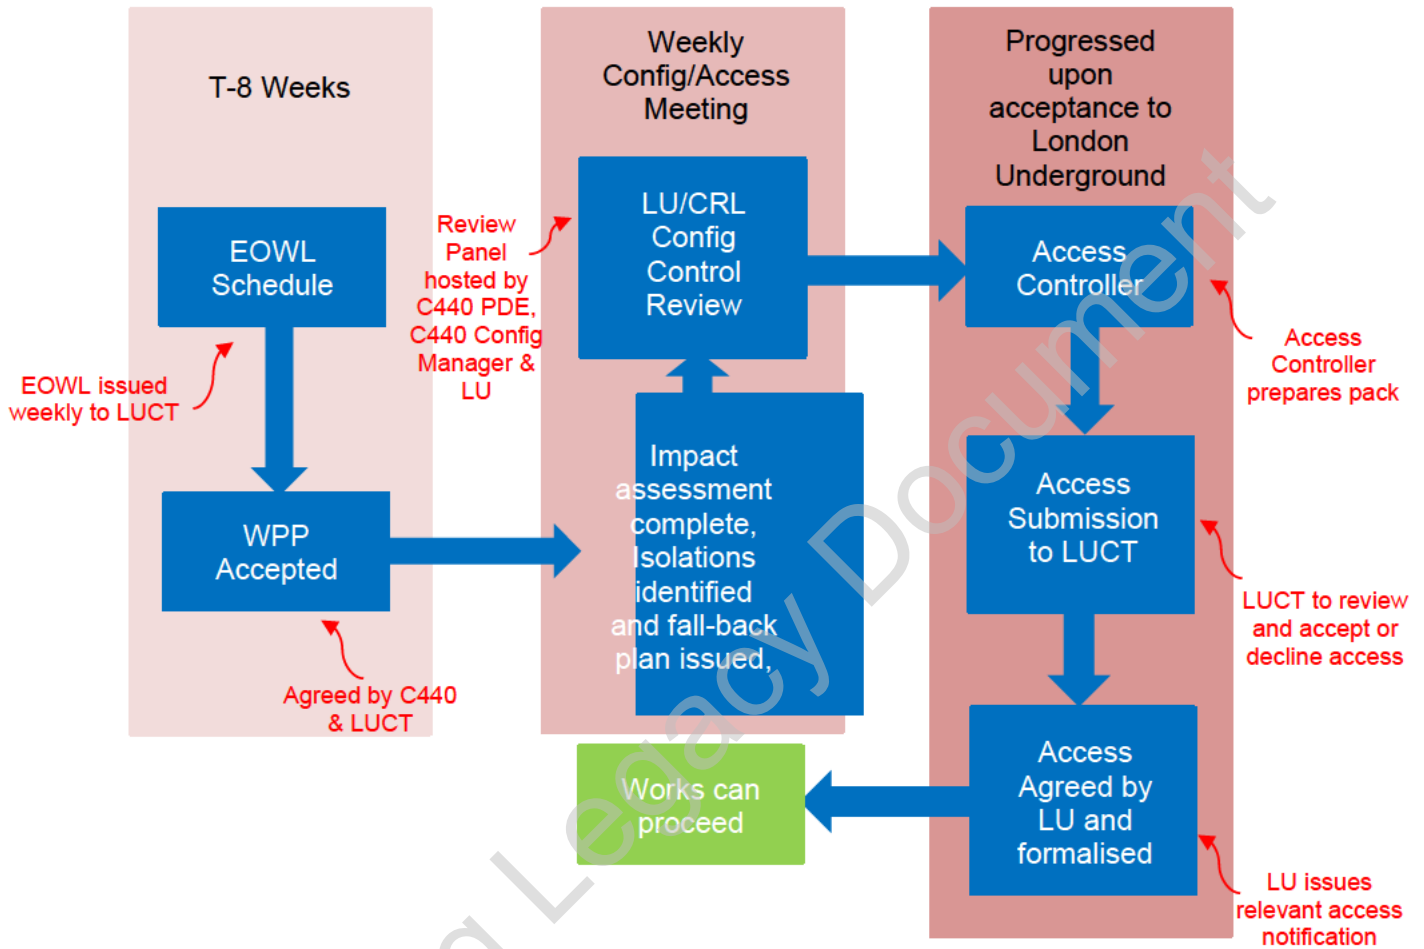 T-8 Weeks
EOWL
Schedule
EOWL issued
weekly to LUCT
WPP
Accepted
Agreed by C440
& LUCT
Weekly
Config/Access
Meeting
Review
Panel
hosted by
C440 PDE,
C440 Config
Manager &
LU
LU/CRL
Config
Control
Review
Impact
assessment
complete,
Isolations
identified
and fall-back
plan issued,
Progressed
upon
acceptance to
London
Underground
Access
Controller
Access
Controller
prepares pack
Access
Submission
to LUCT
LUCT to review
and accept or
decline access
Access
Agreed by
LU and
formalised
LU issues
relevant access
notification
Works can
proceed
g Legacy Document